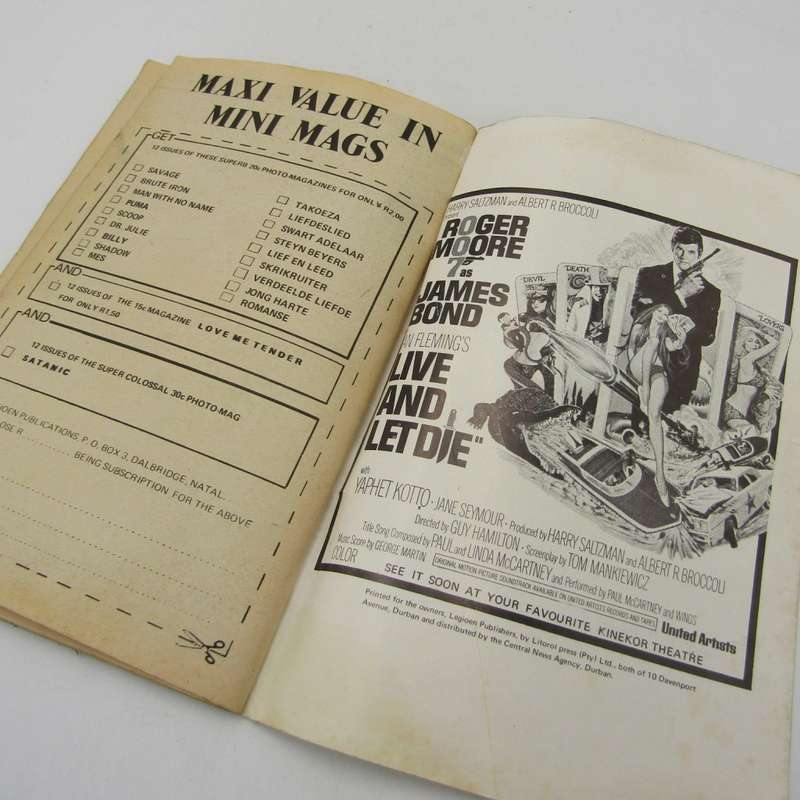 MAXI VALUE IN
MINI MAGS
GET
12 ISSUES OF THESE SUPERB 20c PHOTO-MAGAZINES FOR ONLY R2.00
SAVAGE
BRUTE IRON
MAN WITH NO NAME
PUMA
SCOOP
DR. JULIE
BILLY
SHADOW
MES
TAKOEZA
LIEFDESLIED
SWART ADELAAR
STEYN BEYERS
LIEF EN LEED
SKRIKRUITER
VERDEELDE LIEFDE
JONG HARTE
ROMANSE
AND
12 ISSUES OF THE 15c MAGAZINE LOVE ME TENDER
FOR ONLY R1.50
AND
12 ISSUES OF THE SUPER COLOSSAL 30c PHOTO-MAG
SATANIC
PUBLICATIONS P.O. BOX 3, DALBRIDGE, NATAL.
R .............. BEING SUBSCRIPTION FOR THE ABOVE
HARRY SALTZMAN and ALBERT R. BROCCOLI
ROGER
MOORE
007
as
JAMES
BOND
FLEMING'S
"LIVE
AND
LET DIE"
DEVIL
DEATH
LOVERS
with
YAPHET KOTTO · JANE SEYMOUR · Produced by HARRY SALTZMAN and ALBERT R. BROCCOLI
Directed by GUY HAMILTON · Screenplay by TOM MANKIEWICZ
Title Song Composed by PAUL and LINDA McCARTNEY and Performed by PAUL McCARTNEY and WINGS
Music Score by GEORGE MARTIN ORIGINAL MOTION PICTURE SOUNDTRACK AVAILABLE ON UNITED ARTISTS RECORDS AND TAPES
COLOR United Artists
SEE IT SOON AT YOUR FAVOURITE KINEKOR THEATRE
Printed for the owners, Legioen Publishers, by Litorol press (Pty) Ltd., both of 10 Davenport
Avenue, Durban and distributed by the Central News Agency, Durban.